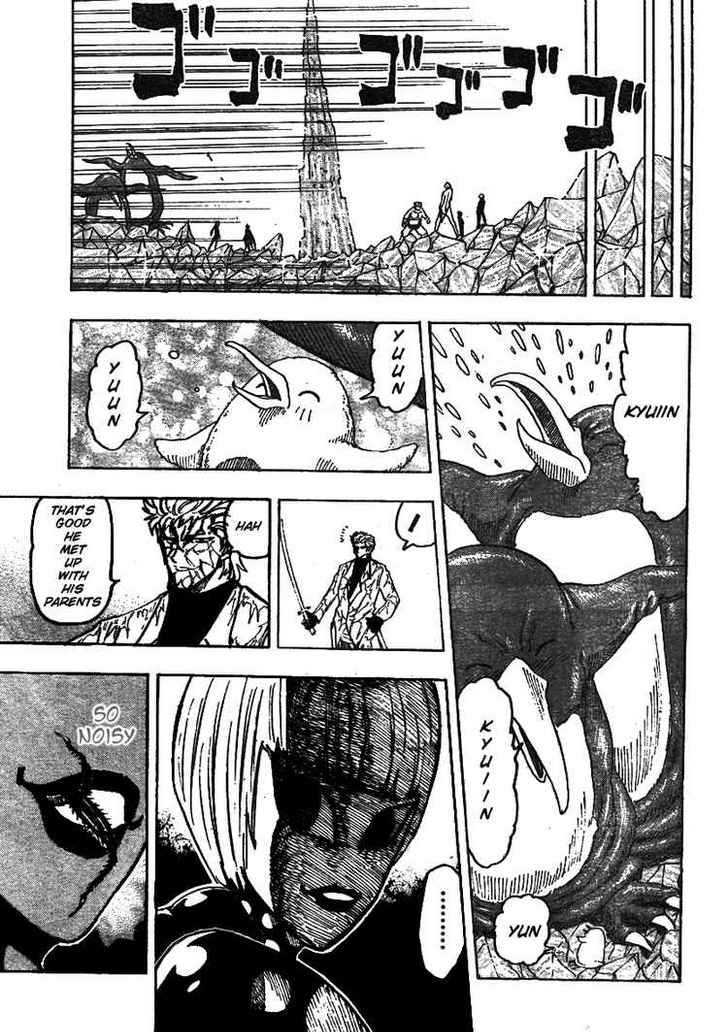 ゴ ゴ ゴ ゴ ゴ ゴ
KYUIIN
YUUN
YUUN
KYUIIN
YUN
!
HAH
THAT'S
GOOD
HE MET
UP
WITH
HIS
PARENTS
.........
SO
NOISY